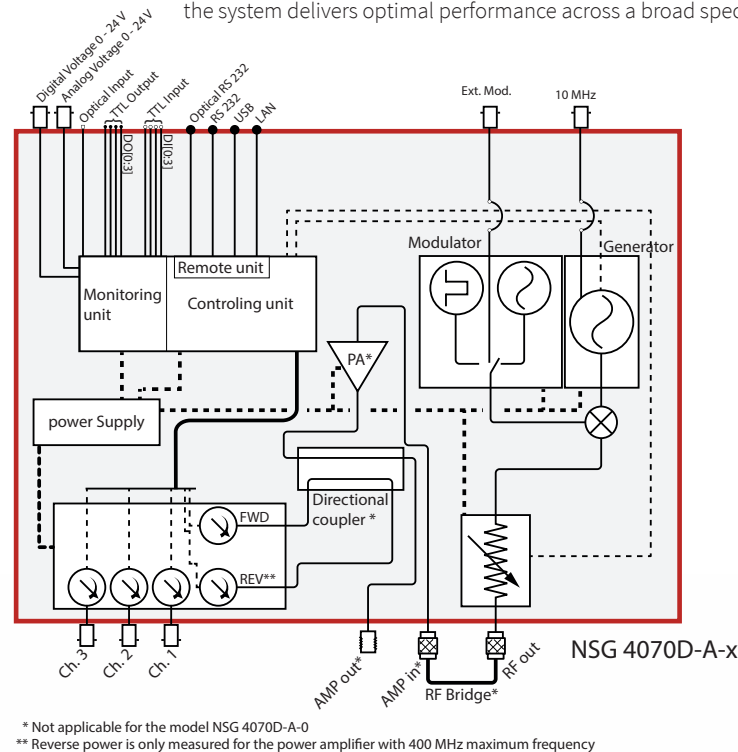 the system delivers optimal performance across a broad spec
Digital Voltage 0 - 24 V
Analog Voltage 0 - 24 V
Optical Input
TTL Output
TTL Input
Optical RS 232
RS 232
USB
LAN
Ext. Mod.
10 MHz
DO[0:3]
DI[0:3]
Modulator
Generator
Remote unit
Monitoring
unit
Controling unit
PA*
power Supply
Directional
coupler *
FWD
REV**
Ch. 3
Ch. 2
Ch. 1
AMP out*
AMP in*
RF out
RF Bridge*
NSG 4070D-A-x
* Not applicable for the model NSG 4070D-A-0
** Reverse power is only measured for the power amplifier with 400 MHz maximum frequency